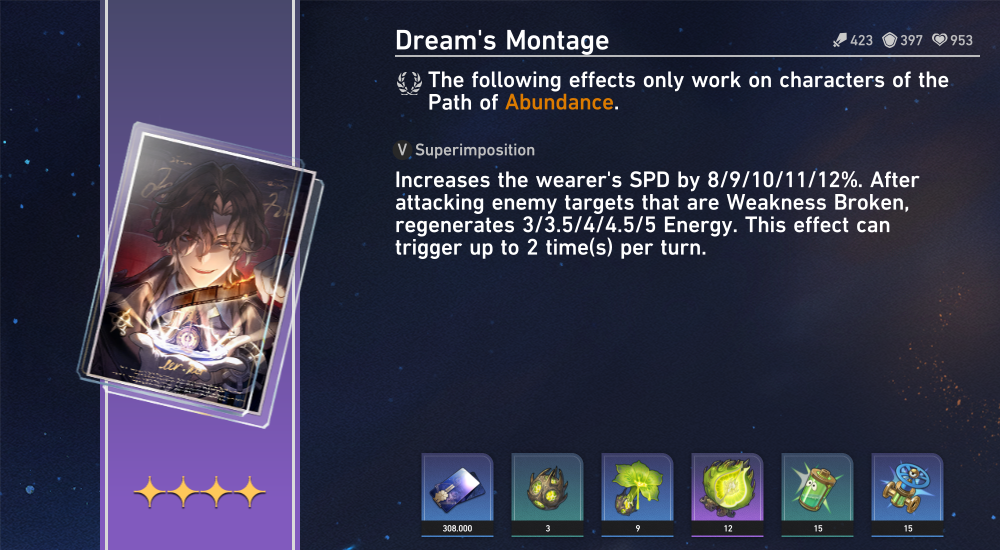 Dream's Montage
423 397 953
The following effects only work on characters of the
Path of Abundance.
V Superimposition
Increases the wearer's SPD by 8/9/10/11/12%. After
attacking enemy targets that are Weakness Broken,
regenerates 3/3.5/4/4.5/5 Energy. This effect can
trigger up to 2 time(s) per turn.
308.000 3 9 12 15 15